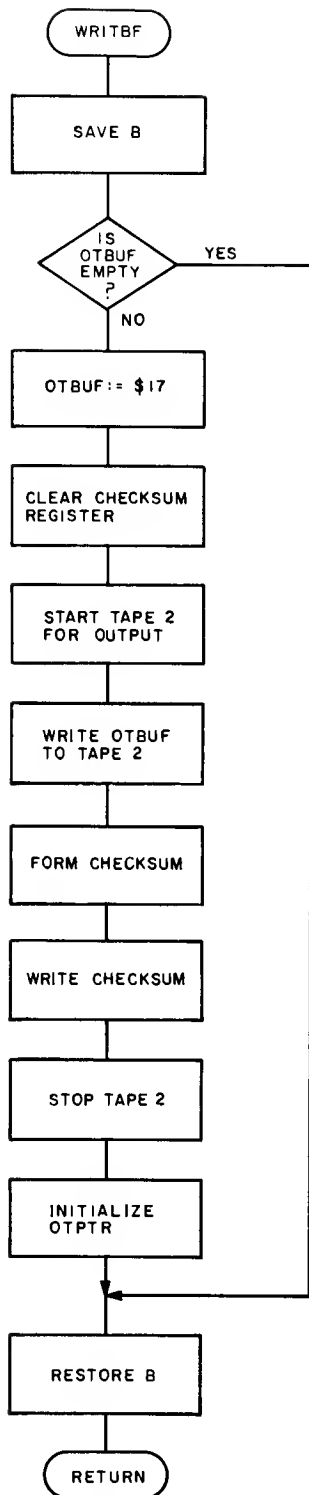 WRITBF
SAVE B
IS
OTBUF
EMPTY
?
YES
NO
OTBUF:= $17
CLEAR CHECKSUM
REGISTER
START TAPE 2
FOR OUTPUT
WRITE OTBUF
TO TAPE 2
FORM CHECKSUM
WRITE CHECKSUM
STOP TAPE 2
INITIALIZE
OTPTR
RESTORE B
RETURN